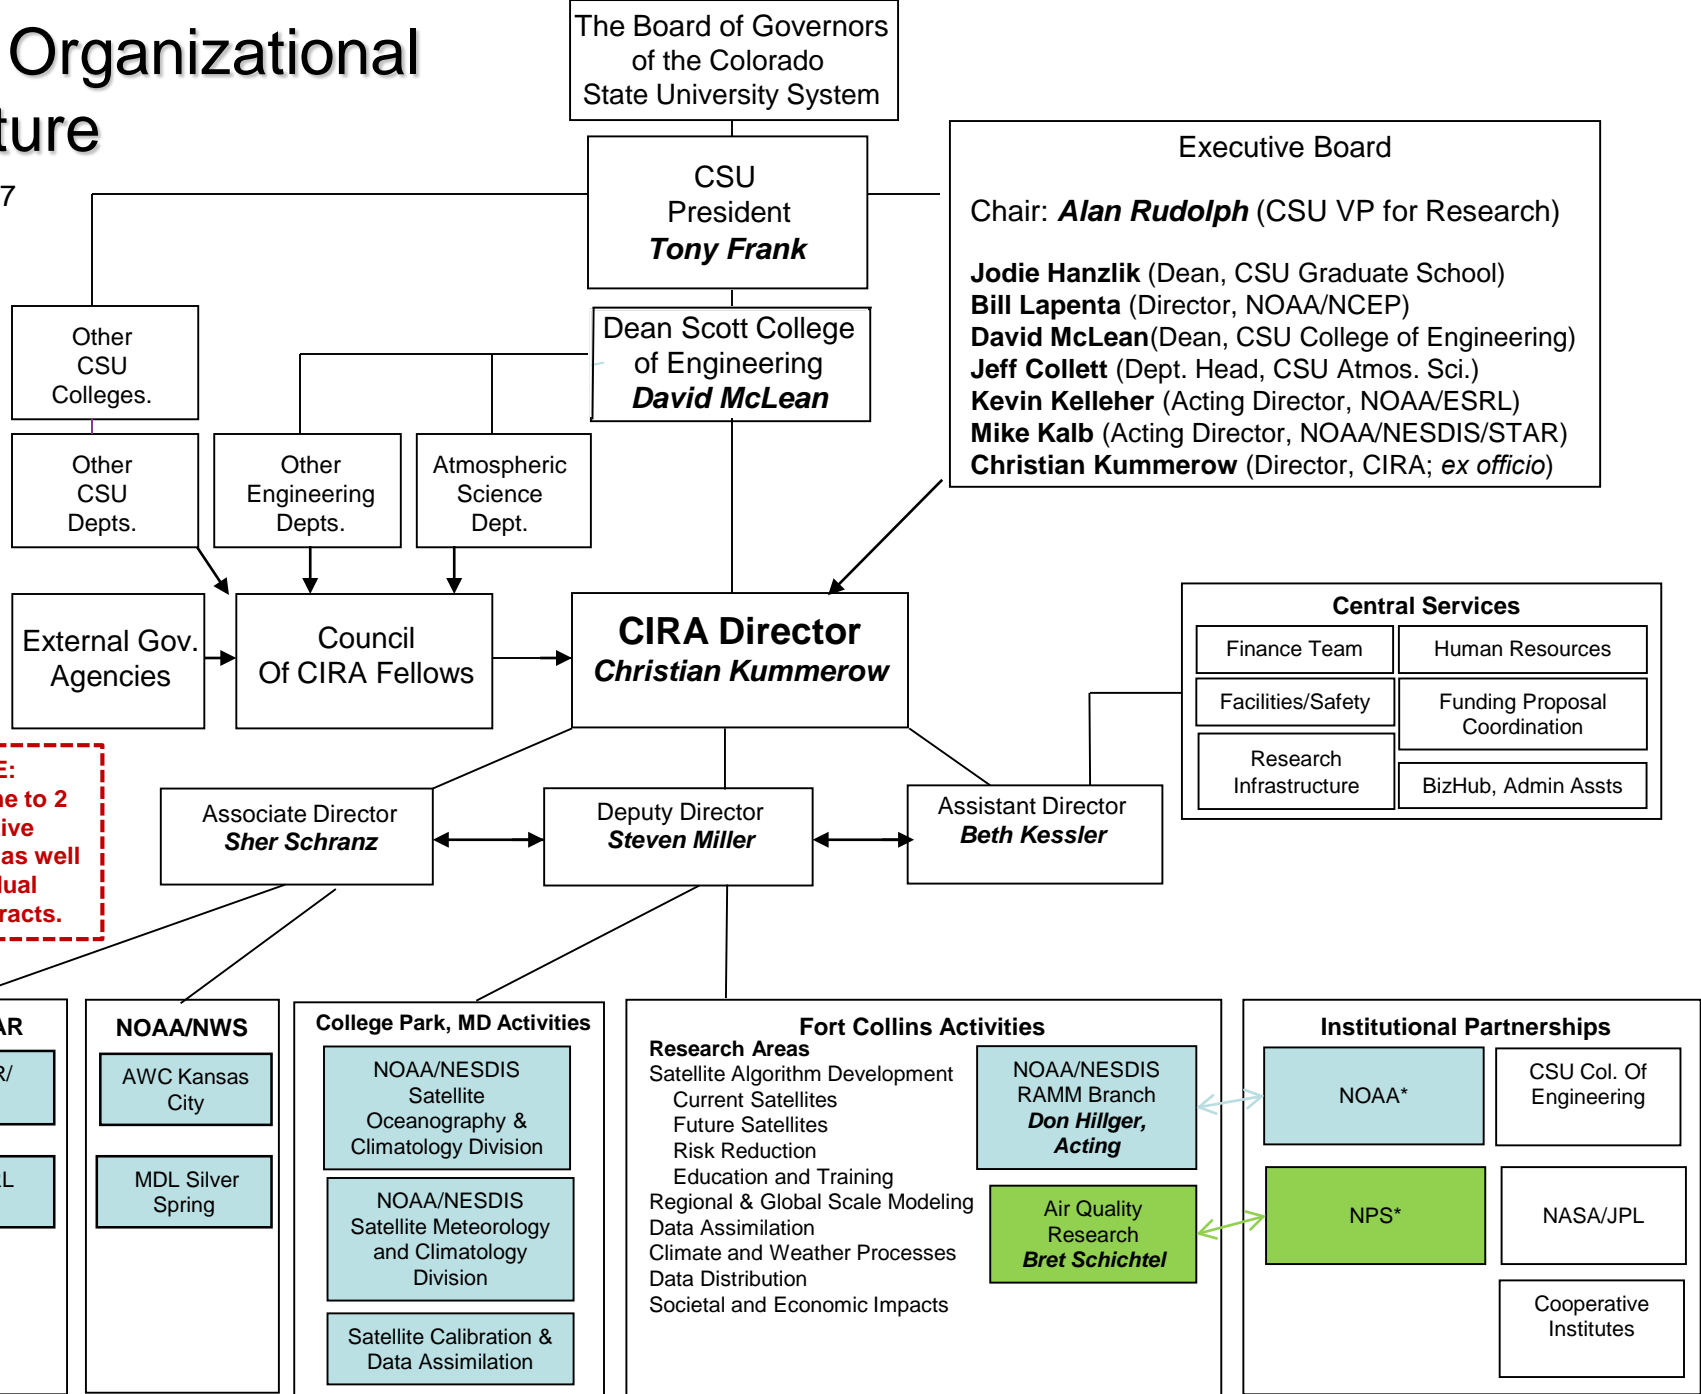 Organizational
ture
7
The Board of Governors
of the Colorado
State University System
CSU
President
Tony Frank
Executive Board
Chair: Alan Rudolph (CSU VP for Research)
Jodie Hanzlik (Dean, CSU Graduate School)
Bill Lapenta (Director, NOAA/NCEP)
David McLean(Dean, CSU College of Engineering)
Jeff Collett (Dept. Head, CSU Atmos. Sci.)
Kevin Kelleher (Acting Director, NOAA/ESRL)
Mike Kalb (Acting Director, NOAA/NESDIS/STAR)
Christian Kummerow (Director, CIRA; ex officio)
Other
CSU
Colleges.
Dean Scott College
of Engineering
David McLean
Other
CSU
Depts.
Other
Engineering
Depts.
Atmospheric
Science
Dept.
External Gov.
Agencies
Council
Of CIRA Fellows
CIRA Director
Christian Kummerow
Central Services
Finance Team
Human Resources
Facilities/Safety
Funding Proposal
Coordination
Research
Infrastructure
BizHub, Admin Assts
E:
ne to 2
tive
as well
dual
racts.
Associate Director
Sher Schranz
Deputy Director
Steven Miller
Assistant Director
Beth Kessler
AR
R/
RL
NOAA/NWS
AWC Kansas
City
MDL Silver
Spring
College Park, MD Activities
NOAA/NESDIS
Satellite
Oceanography &
Climatology Division
NOAA/NESDIS
Satellite Meteorology
and Climatology
Division
Satellite Calibration &
Data Assimilation
Fort Collins Activities
Research Areas
Satellite Algorithm Development
Current Satellites
Future Satellites
Risk Reduction
Education and Training
Regional & Global Scale Modeling
Data Assimilation
Climate and Weather Processes
Data Distribution
Societal and Economic Impacts
NOAA/NESDIS
RAMM Branch
Don Hillger,
Acting
Air Quality
Research
Bret Schichtel
Institutional Partnerships
NOAA*
CSU Col. Of
Engineering
NPS*
NASA/JPL
Cooperative
Institutes